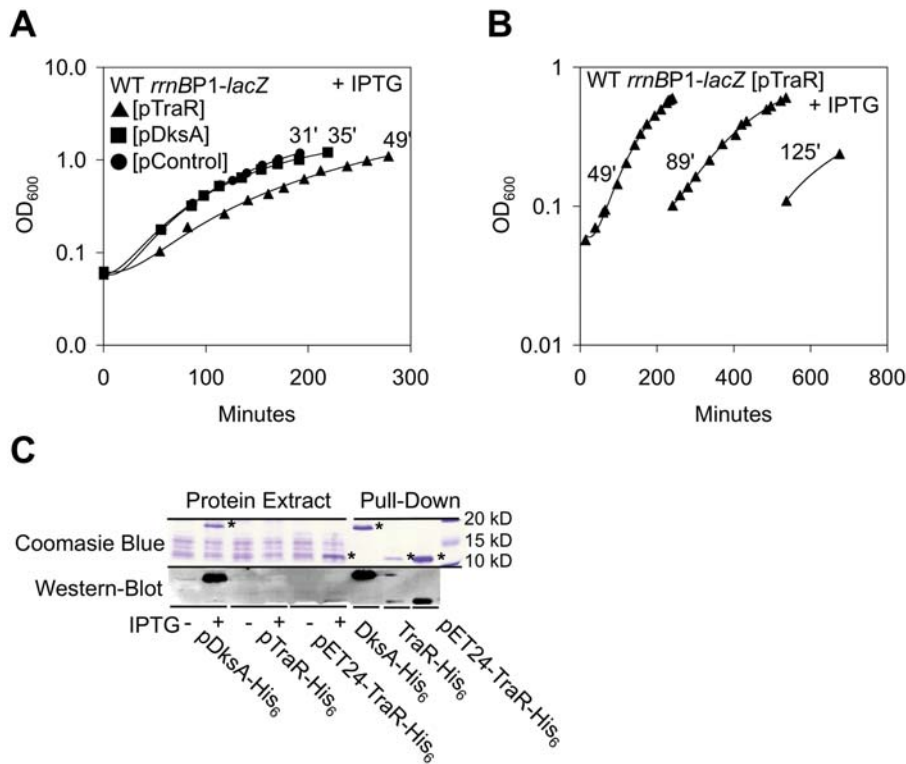 A
10.0
1.0
0.1
0.0
OD600
WT rrnBP1-lacZ + IPTG
[pTraR]
[pDksA]
[pControl]
31' 35' 49'
0 100 200 300
Minutes
B
1
0.1
0.01
OD600
WT rrnBP1-lacZ [pTraR]
+ IPTG
49'
89'
125'
0 200 400 600 800
Minutes
C
Protein Extract Pull-Down
Coomasie Blue
* * * * *
20 kD
15 kD
10 kD
Western-Blot
IPTG - + - + - +
pDksA-His6
pTraR-His6
pET24-TraR-His6
DksA-His6
TraR-His6
pET24-TraR-His6